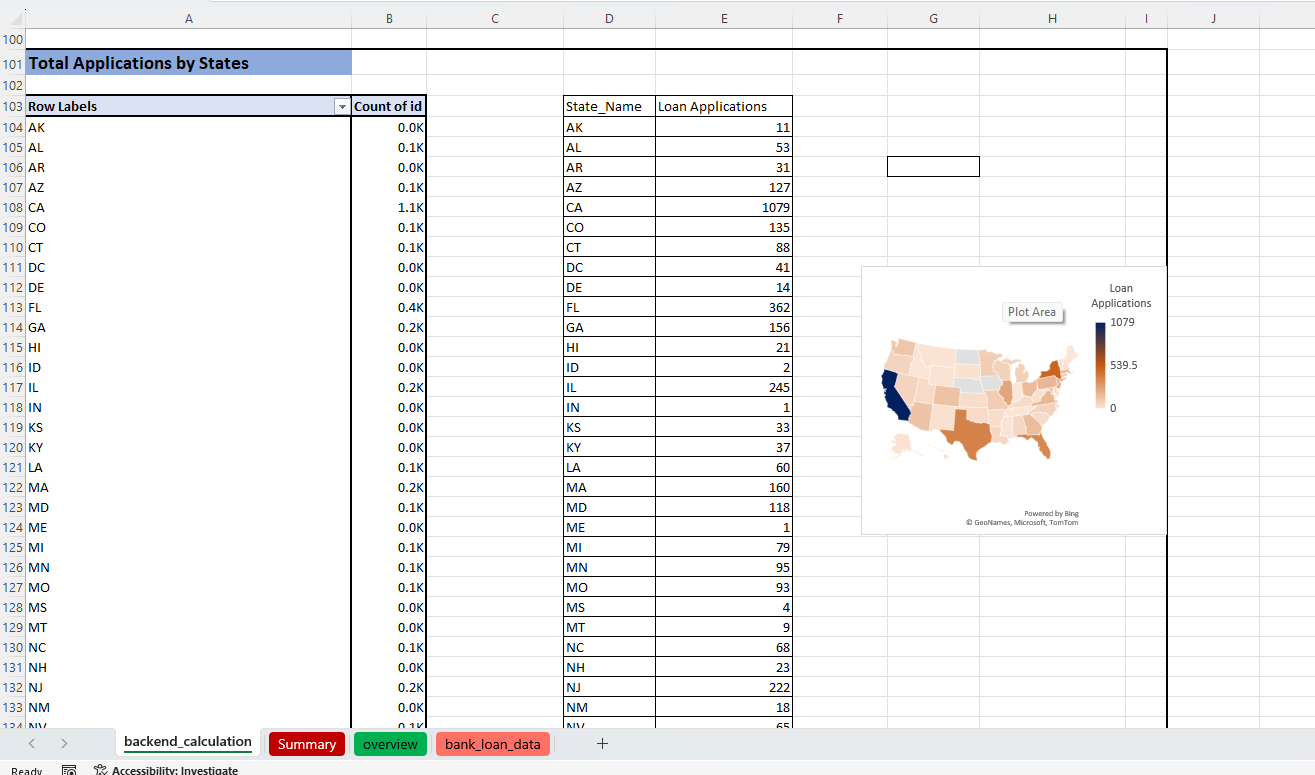 A B C D E F G H I J
100
101 Total Applications by States
102
103 Row Labels Count of id State_Name Loan Applications
104 AK 0.0K AK 11
105 AL 0.1K AL 53
106 AR 0.0K AR 31
107 AZ 0.1K AZ 127
108 CA 1.1K CA 1079
109 CO 0.1K CO 135
110 CT 0.1K CT 88
111 DC 0.0K DC 41
112 DE 0.0K DE 14
113 FL 0.4K FL 362
114 GA 0.2K GA 156
115 HI 0.0K HI 21
116 ID 0.0K ID 2
117 IL 0.2K IL 245
118 IN 0.0K IN 1
119 KS 0.0K KS 33
120 KY 0.0K KY 37
121 LA 0.1K LA 60
122 MA 0.2K MA 160
123 MD 0.1K MD 118
124 ME 0.0K ME 1
125 MI 0.1K MI 79
126 MN 0.1K MN 95
127 MO 0.1K MO 93
128 MS 0.0K MS 4
129 MT 0.0K MT 9
130 NC 0.1K NC 68
131 NH 0.0K NH 23
132 NJ 0.2K NJ 222
133 NM 0.0K NM 18
134 NV 0.1K NV 65
Loan
Applications
Plot Area
1079
539.5
0
Powered by Bing
© GeoNames, Microsoft, TomTom
backend_calculation Summary overview bank_loan_data
Ready Accessibility: Investigate